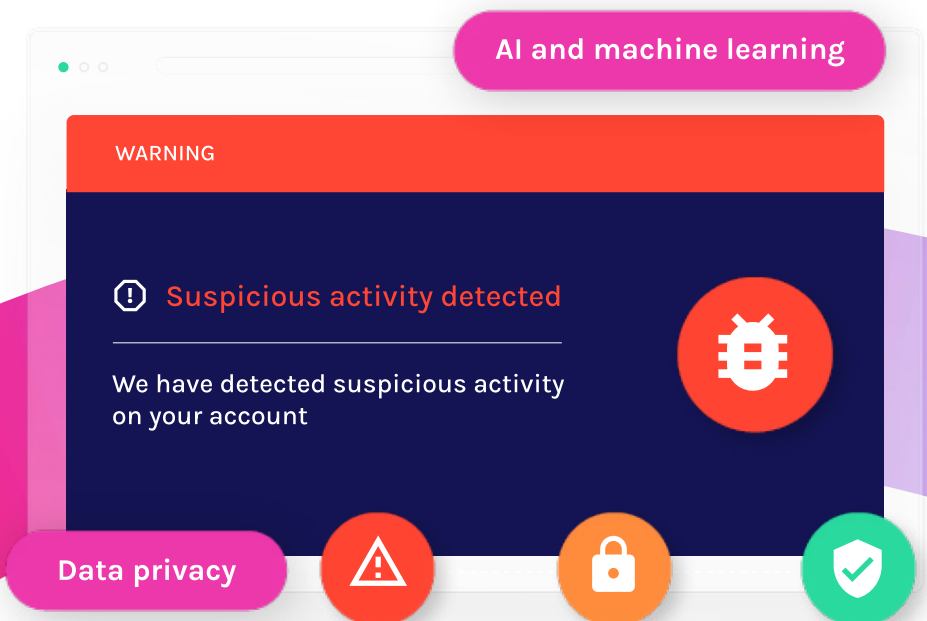 AI and machine learning
WARNING
Suspicious activity detected
We have detected suspicious activity
on your account
Data privacy